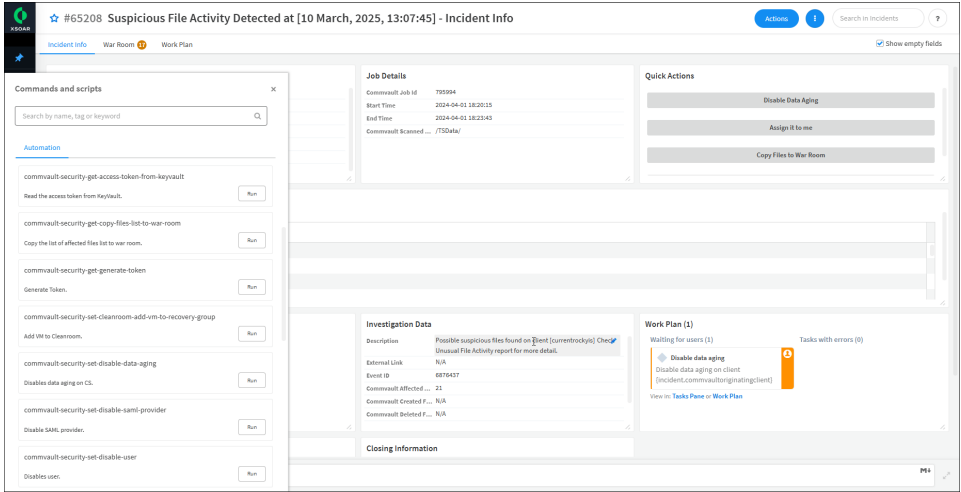 XSOAR
#65208 Suspicious File Activity Detected at [10 March, 2025, 13:07:45] - Incident Info
Actions
Search in Incidents
?
Incident Info
War Room 17
Work Plan
Show empty fields
Commands and scripts
×
Search by name, tag or keyword
Automation
commvault-security-get-access-token-from-keyvault
Read the access token from KeyVault.
Run
commvault-security-get-copy-files-list-to-war-room
Copy the list of affected files list to war room.
Run
commvault-security-get-generate-token
Generate Token.
Run
commvault-security-set-cleanroom-add-vm-to-recovery-group
Add VM to Cleanroom.
Run
commvault-security-set-disable-data-aging
Disables data aging on CS.
Run
commvault-security-set-disable-saml-provider
Disable SAML provider.
Run
commvault-security-set-disable-user
Disables user.
Run
Job Details
Commvault Job Id 795994
Start Time 2024-04-01 18:20:15
End Time 2024-04-01 18:23:45
Commvault Scanned ... /TSData/
Quick Actions
Disable Data Aging
Assign it to me
Copy Files to War Room
Investigation Data
Description Possible suspicious files found on client [currentrockyis] Check
Unusual File Activity report for more detail.
External Link N/A
Event ID 6876437
Commvault Affected ... 21
Commvault Created F... N/A
Commvault Deleted F... N/A
Work Plan (1)
Waiting for users (1)
Tasks with errors (0)
Disable data aging
Disable data aging on client
[incident.commvaultoriginatingclient]
View in: Tasks Pane or Work Plan
Closing Information
M↓